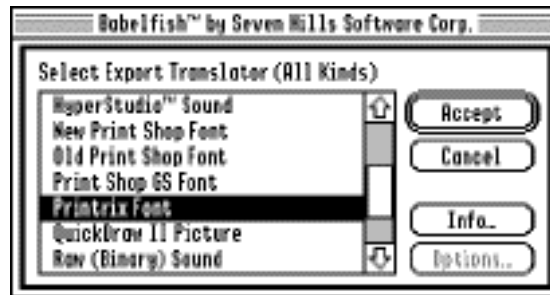 Babelfish™ by Seven Hills Software Corp.
Select Export Translator (All Kinds)
HyperStudio™ Sound
New Print Shop Font
Old Print Shop Font
Print Shop GS Font
Printrix Font
QuickDraw II Picture
Raw (Binary) Sound
Accept
Cancel
Info...
Options...